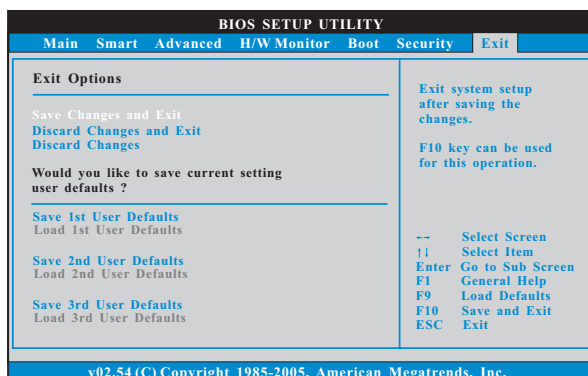 BIOS SETUP UTILITY
Main Smart Advanced H/W Monitor Boot Security Exit
Exit Options
Save Changes and Exit
Discard Changes and Exit
Discard Changes
Would you like to save current setting
user defaults ?
Save 1st User Defaults
Load 1st User Defaults
Save 2nd User Defaults
Load 2nd User Defaults
Save 3rd User Defaults
Load 3rd User Defaults
Exit system setup
after saving the
changes.
F10 key can be used
for this operation.
←→ Select Screen
↑↓ Select Item
Enter Go to Sub Screen
F1 General Help
F9 Load Defaults
F10 Save and Exit
ESC Exit
v02.54 (C) Copyright 1985-2005, American Megatrends, Inc.